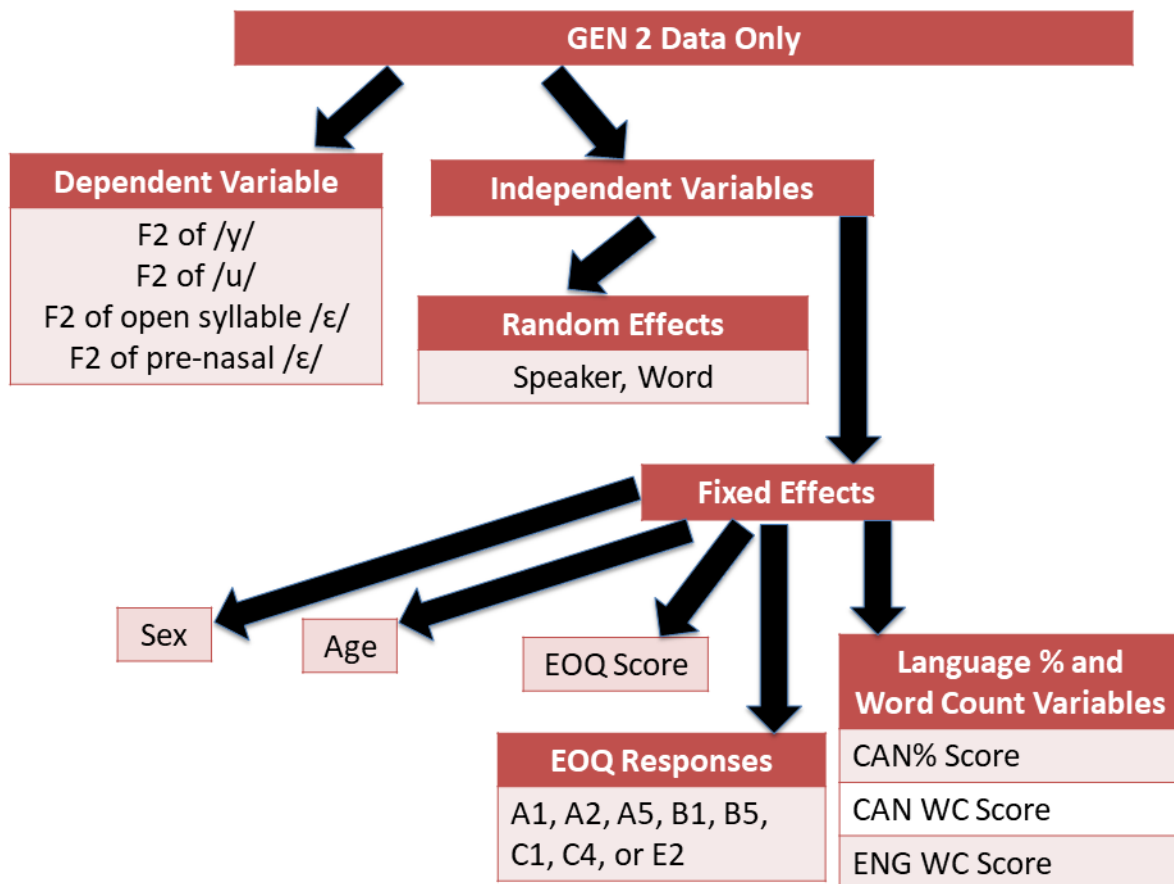 GEN 2 Data Only
Dependent Variable
F2 of /y/
F2 of /u/
F2 of open syllable /ɛ/
F2 of pre-nasal /ɛ/
Independent Variables
Random Effects
Speaker, Word
Fixed Effects
Sex
Age
EOQ Score
EOQ Responses
A1, A2, A5, B1, B5,
C1, C4, or E2
Language % and
Word Count Variables
CAN% Score
CAN WC Score
ENG WC Score